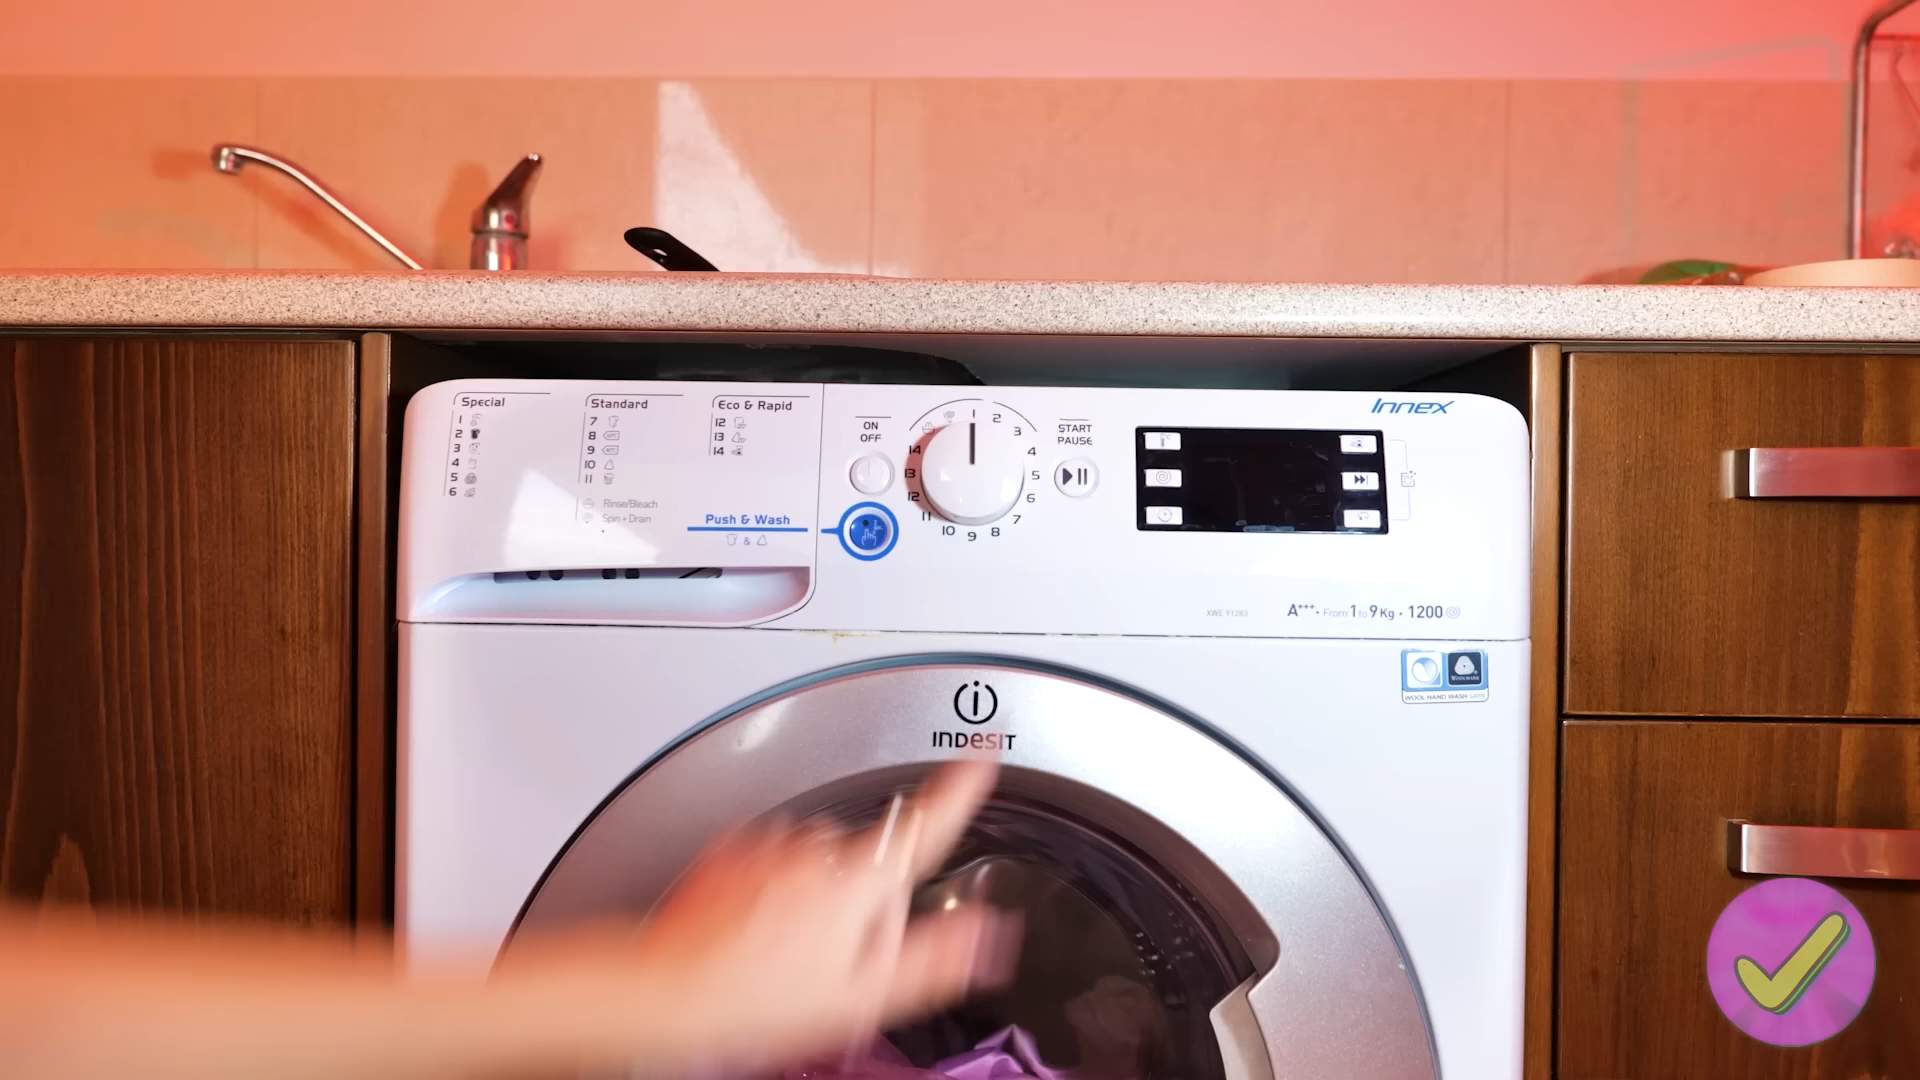 Special
1
2
3
4
5
6
Standard
7
8
9
10
11
Rinse/Bleach
Spin + Drain
Eco & Rapid
12
13
14
Push & Wash
&
ON
OFF
1
2
3
4
5
6
7
8
9
10
11
12
13
14
START
PAUSE
Innex
XWE 91283
A+++ • From 1 to 9 Kg • 1200
WOOLMARK
WOOL HAND WASH SAFE
INDESIT